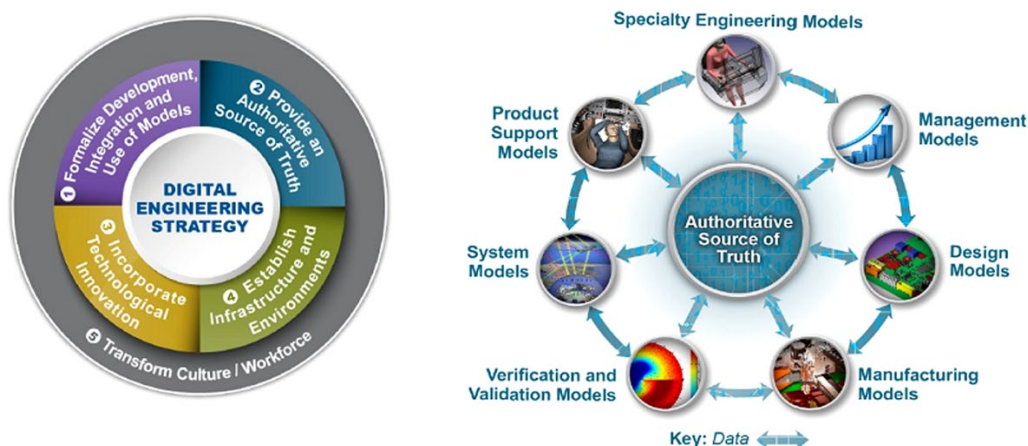 1 Formalize Development,
Integration and
Use of Models
2 Provide an
Authoritative
Source of Truth
DIGITAL
ENGINEERING
STRATEGY
3 Incorporate
Technological
Innovation
4 Establish
Infrastructure and
Environments
5 Transform Culture / Workforce
Specialty Engineering Models
Product
Support
Models
Management
Models
Authoritative
Source of
Truth
System
Models
Design
Models
Verification and
Validation Models
Manufacturing
Models
Key: Data